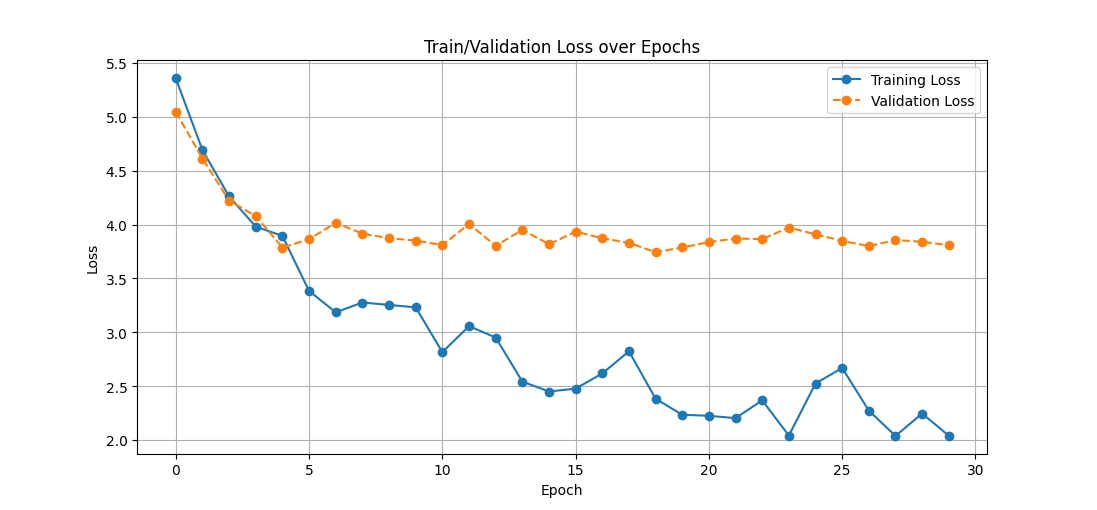 Train/Validation Loss over Epochs
Training Loss
Validation Loss
Loss
5.5
5.0
4.5
4.0
3.5
3.0
2.5
2.0
0 5 10 15 20 25 30
Epoch